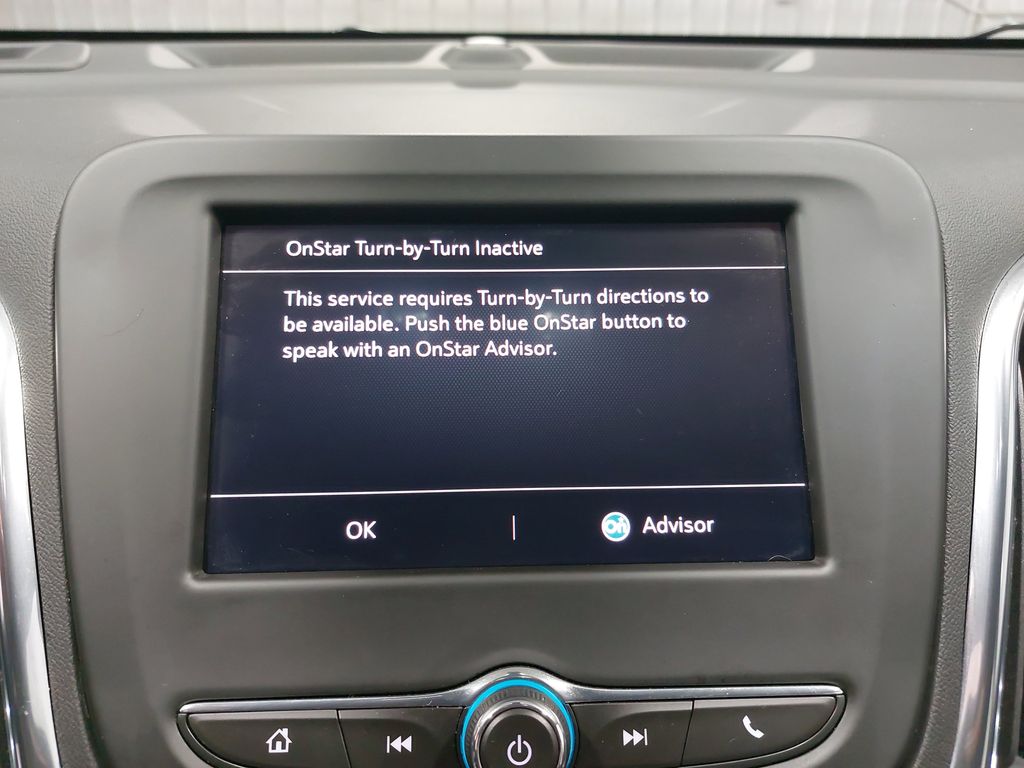 OnStar Turn-by-Turn Inactive
This service requires Turn-by-Turn directions to
be available. Push the blue OnStar button to
speak with an OnStar Advisor.
OK
On Advisor